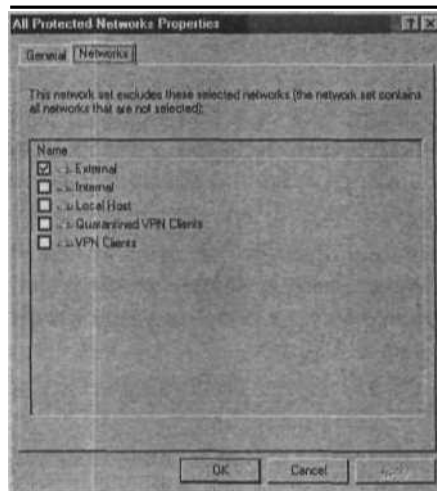 All Protected Networks Properties
General Networks
This network set excludes these selected networks (the network set contains
all networks that are not selected):
Name
External
Internal
Local Host
Quarantined VPN Clients
VPN Clients
OK Cancel